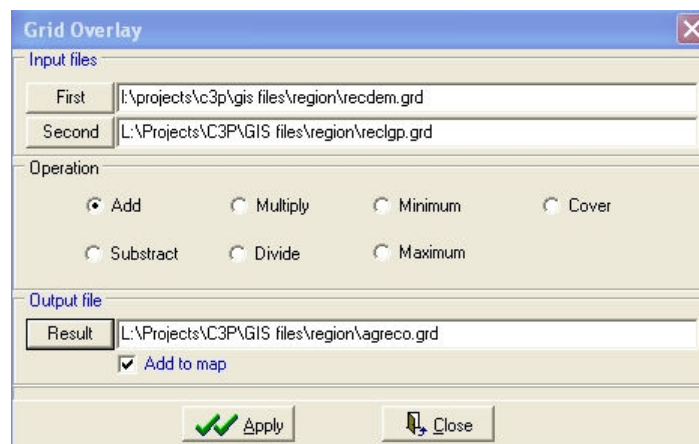 Grid Overlay
Input files
First l:\projects\c3p\gis files\region\recdem.grd
Second L:\Projects\C3P\GIS files\region\reclgp.grd
Operation
Add Multiply Minimum Cover
Substract Divide Maximum
Output file
Result L:\Projects\C3P\GIS files\region\agreco.grd
Add to map
Apply Close